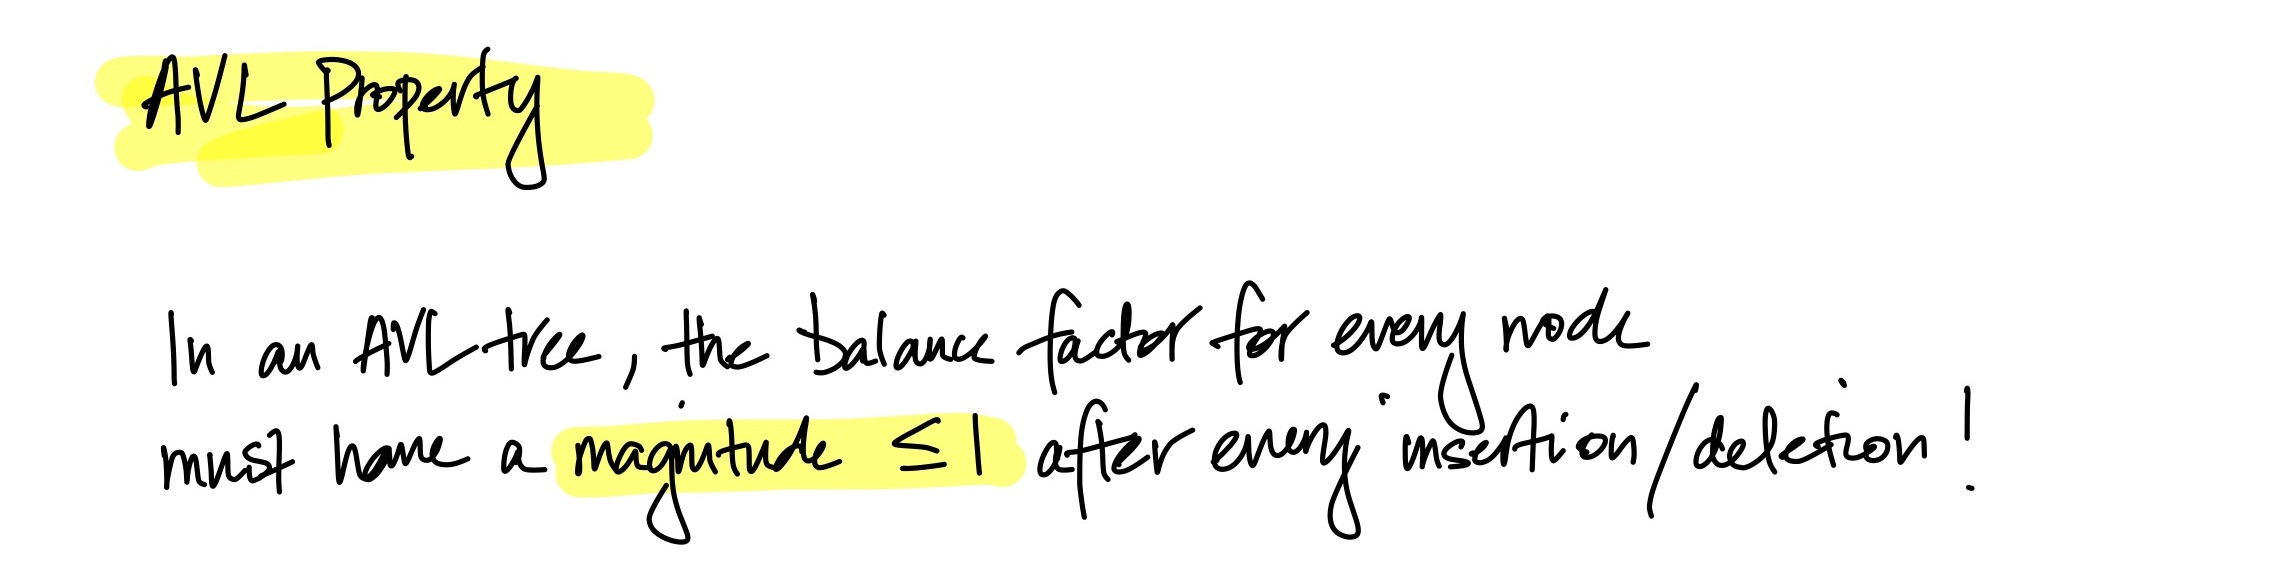 AVL Property
In an AVL tree, the balance factor for every node
must have a magnitude ≤ 1 after every insertion/deletion!